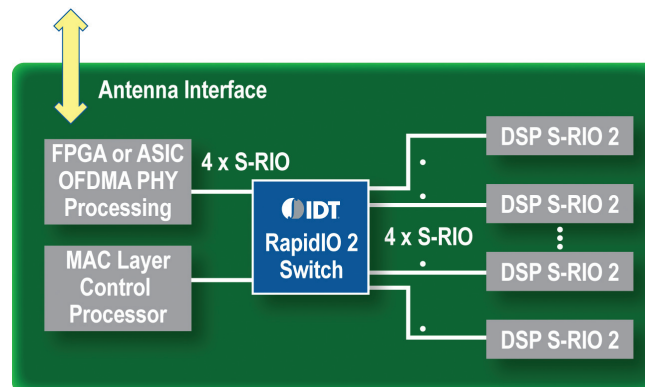 Antenna Interface
FPGA or ASIC
OFDMA PHY
Processing
4 x S-RIO
MAC Layer
Control
Processor
IDT
RapidIO 2
Switch
4 x S-RIO
DSP S-RIO 2
DSP S-RIO 2
DSP S-RIO 2
DSP S-RIO 2